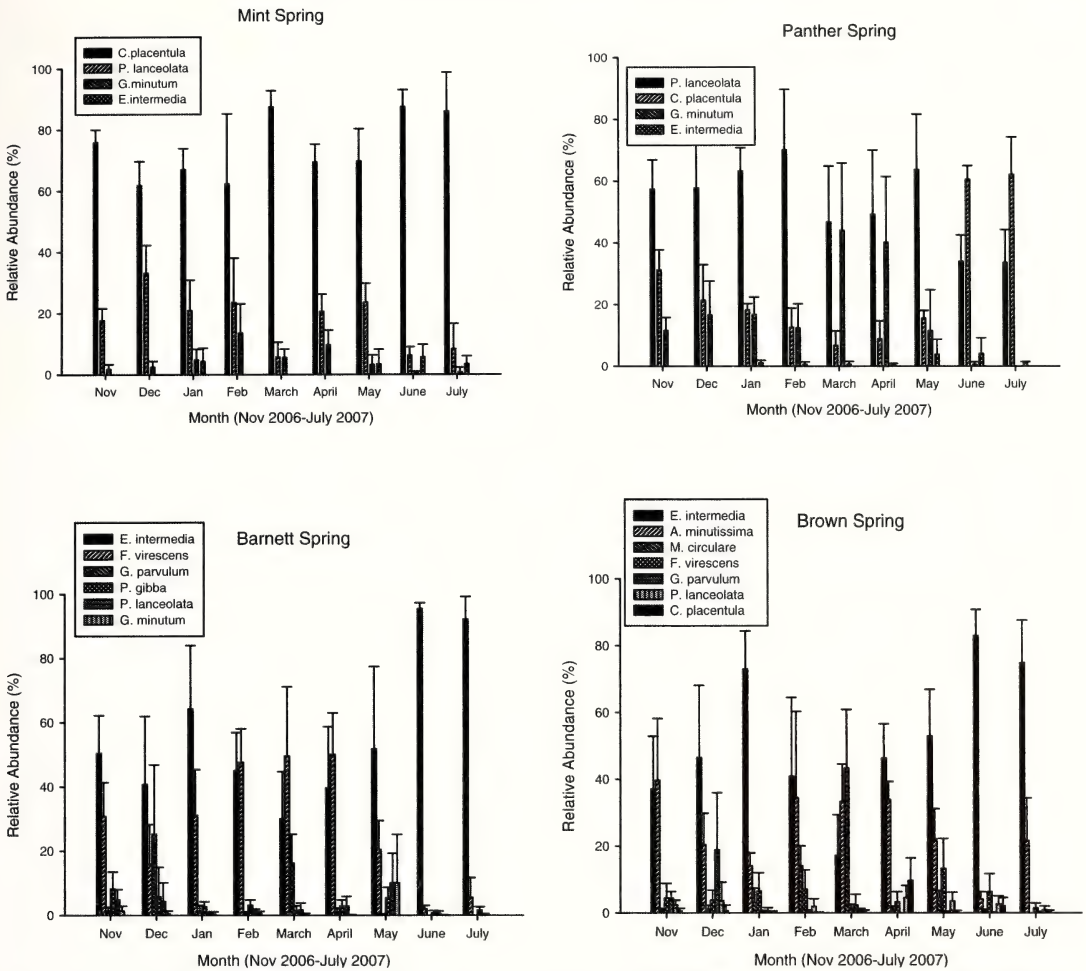 Mint Spring
C.placentula
P. lanceolata
G.minutum
E.intermedia
Relative Abundance (%)
100
80
60
40
20
0
Nov Dec Jan Feb March April May June July
Month (Nov 2006-July 2007)
Panther Spring
P. lanceolata
C. placentula
G. minutum
E. intermedia
Relative Abundance (%)
100
80
60
40
20
0
Nov Dec Jan Feb March April May June July
Month (Nov 2006-July 2007)
Barnett Spring
E. intermedia
F. virescens
G. parvulum
P. gibba
P. lanceolata
G. minutum
Relative Abundance (%)
100
80
60
40
20
0
Nov Dec Jan Feb March April May June July
Month (Nov 2006-July 2007)
Brown Spring
E. intermedia
A. minutissima
M. circulare
F. virescens
G. parvulum
P. lanceolata
C. placentula
Relative Abundance (%)
100
80
60
40
20
0
Nov Dec Jan Feb March April May June July
Month (Nov 2006-July 2007)